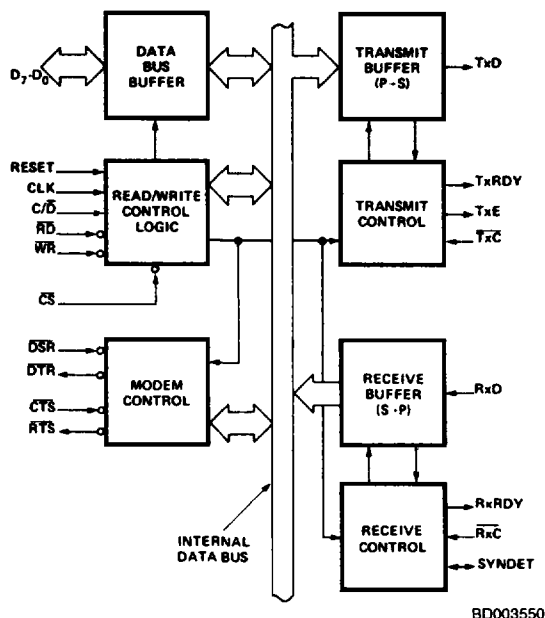 D7-D0
DATA
BUS
BUFFER
TRANSMIT
BUFFER
(P→S)
TxD
RESET
CLK
C/D̅
R̅D̅
W̅R̅
C̅S̅
READ/WRITE
CONTROL
LOGIC
TRANSMIT
CONTROL
TxRDY
TxE
T̅x̅C̅
D̅S̅R̅
D̅T̅R̅
C̅T̅S̅
R̅T̅S̅
MODEM
CONTROL
RECEIVE
BUFFER
(S→P)
RxD
INTERNAL
DATA BUS
RECEIVE
CONTROL
RxRDY
R̅x̅C̅
SYNDET
BD003550